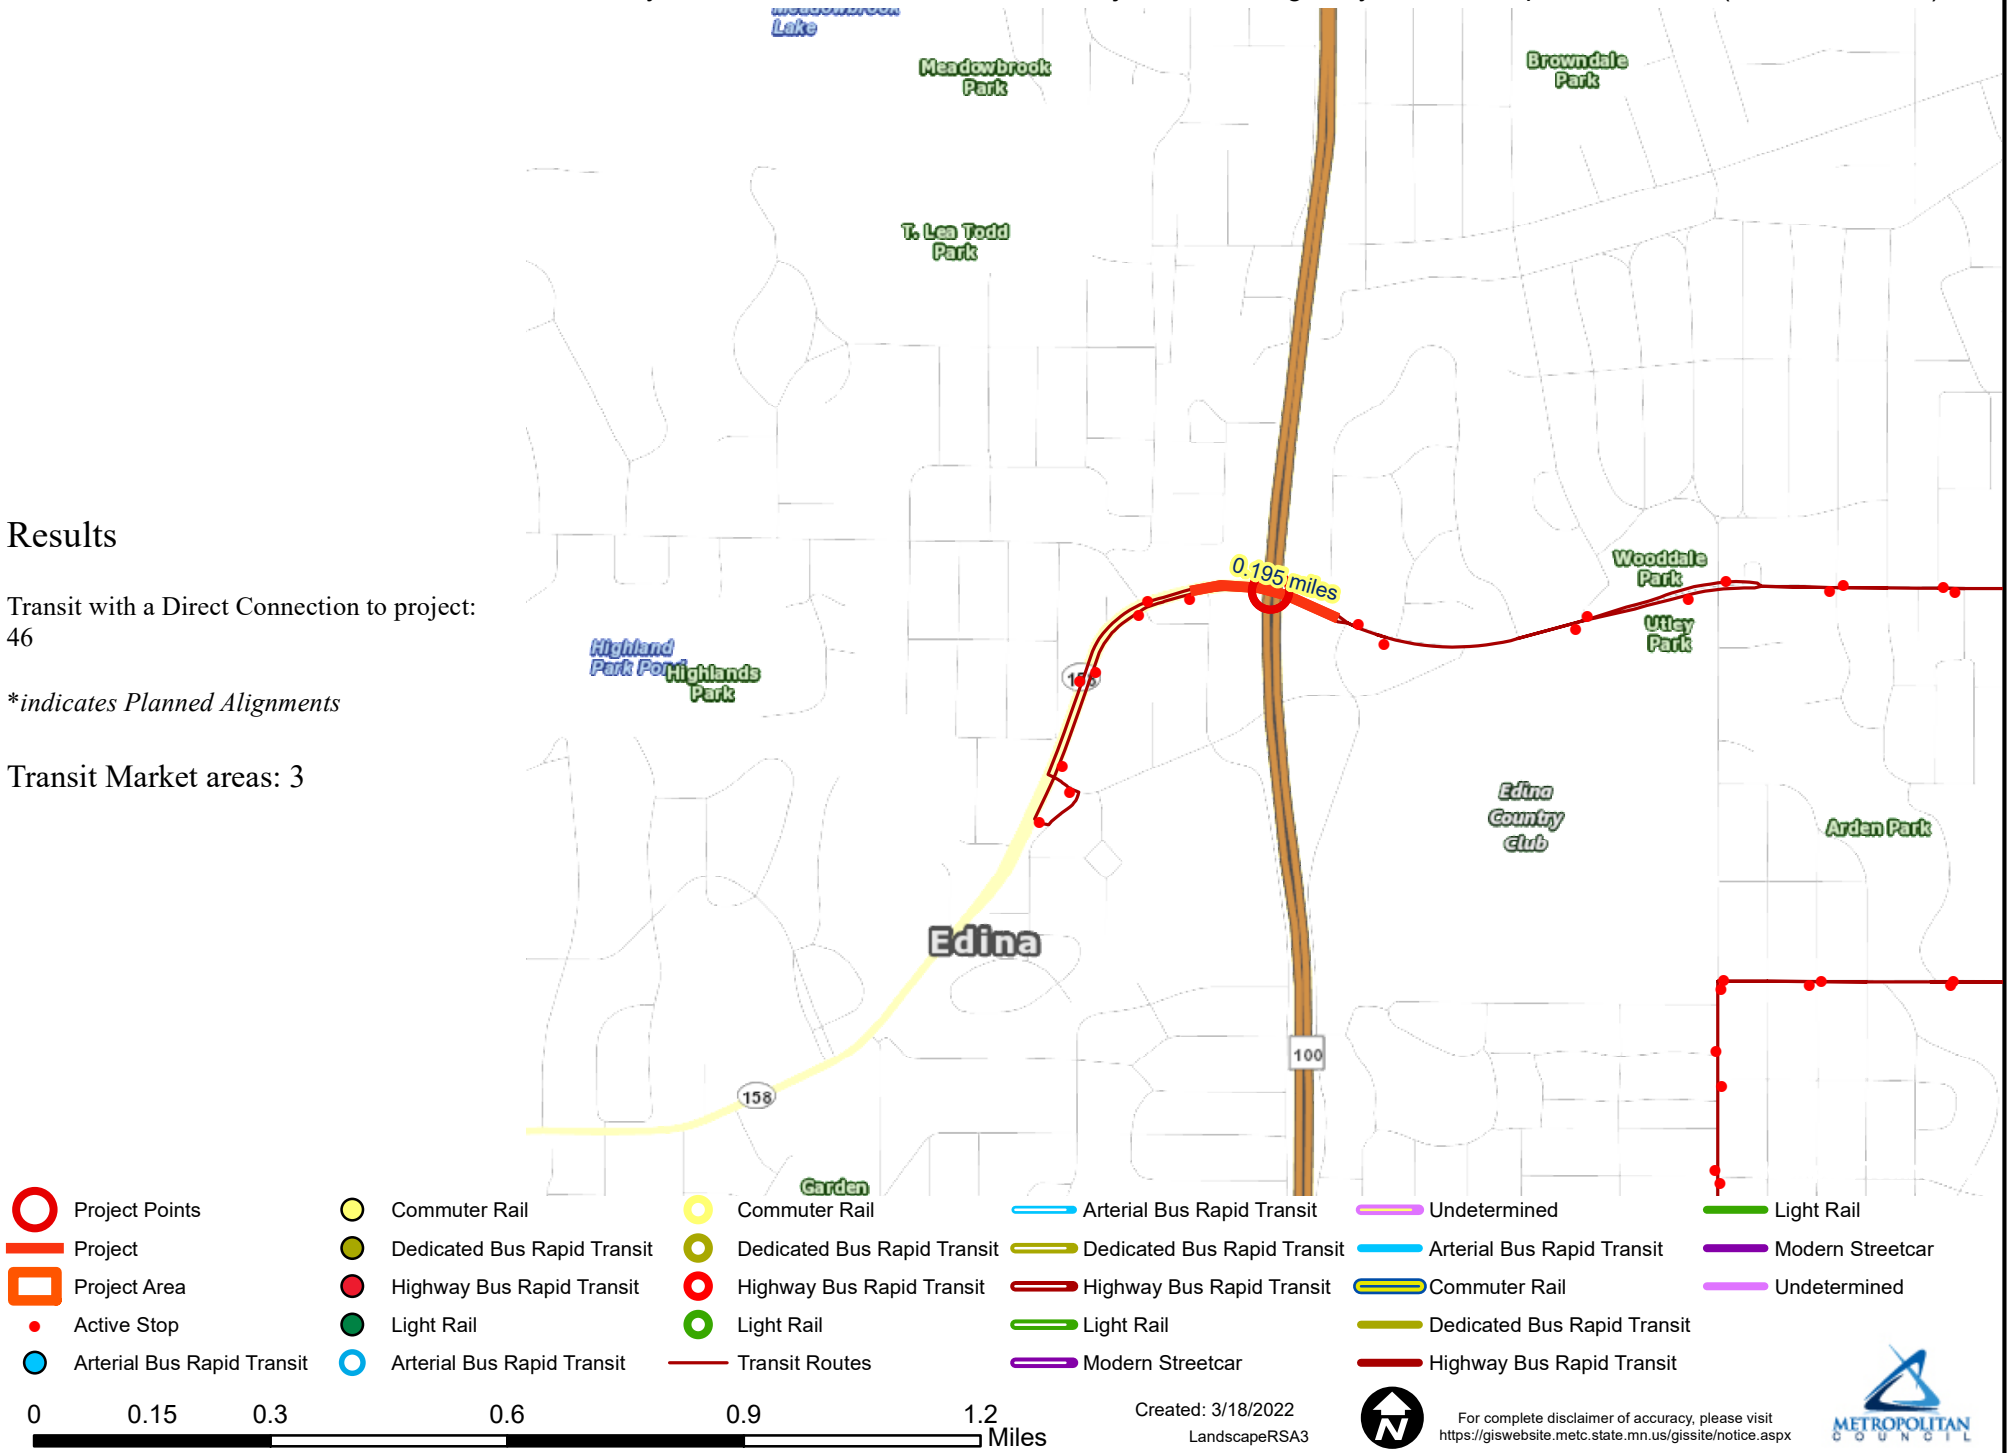 Lake
Meadowbrook
Park
Browndale
Park
T. Lea Todd
Park
Results
Transit with a Direct Connection to project:
46
*indicates Planned Alignments
Transit Market areas: 3
0.195 miles
Wooddale
Park
Utley
Park
Highland
Highlands
Park
Edina
Country
Club
Arden Park
Edina
100
158
Garden
Project Points
Project
Project Area
Active Stop
Arterial Bus Rapid Transit
Commuter Rail
Dedicated Bus Rapid Transit
Highway Bus Rapid Transit
Light Rail
Arterial Bus Rapid Transit
Commuter Rail
Dedicated Bus Rapid Transit
Highway Bus Rapid Transit
Light Rail
Transit Routes
Arterial Bus Rapid Transit
Dedicated Bus Rapid Transit
Highway Bus Rapid Transit
Light Rail
Modern Streetcar
Undetermined
Arterial Bus Rapid Transit
Commuter Rail
Dedicated Bus Rapid Transit
Highway Bus Rapid Transit
Light Rail
Modern Streetcar
Undetermined
0 0.15 0.3 0.6 0.9 1.2
Miles
Created: 3/18/2022
LandscapeRSA3
N
For complete disclaimer of accuracy, please visit
https://giswebsite.metc.state.mn.us/gissite/notice.aspx
METROPOLITAN
COUNCIL